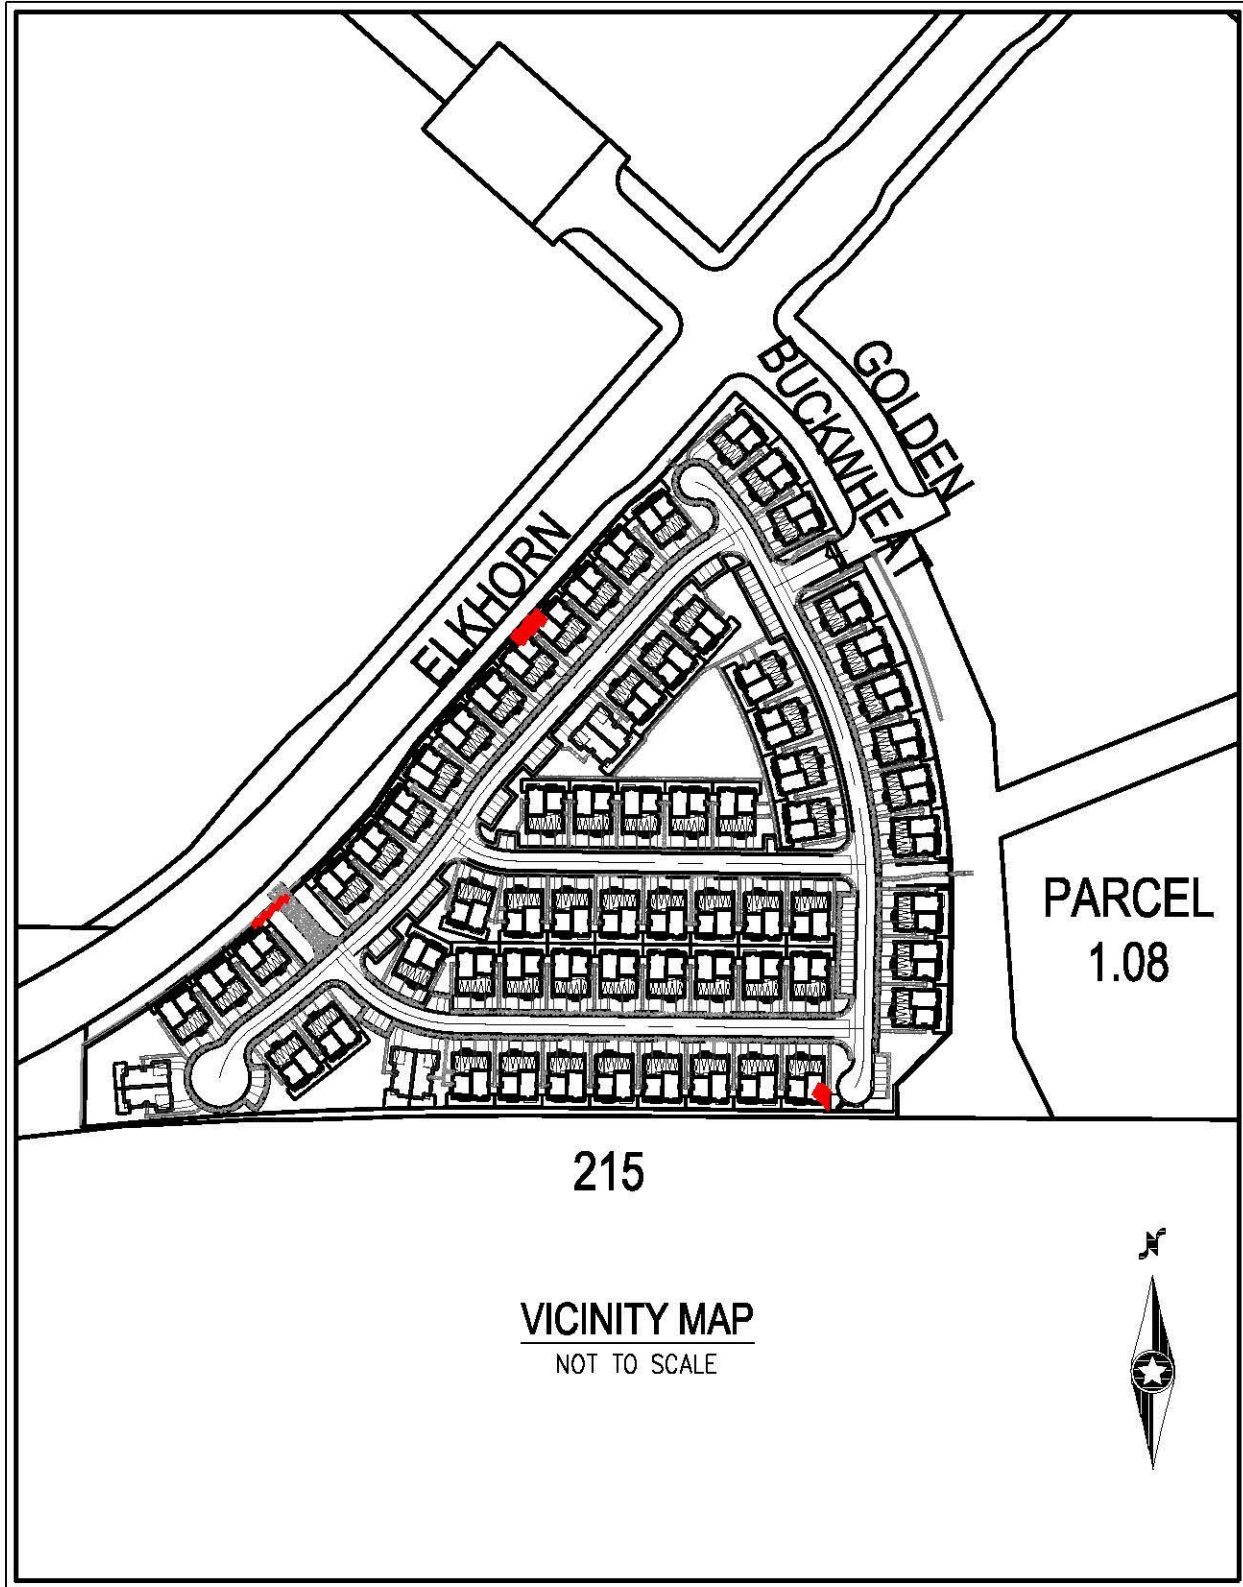 GOLDEN
BUCKWHEAT
ELKHORN
PARCEL
1.08
215
N
VICINITY MAP
NOT TO SCALE